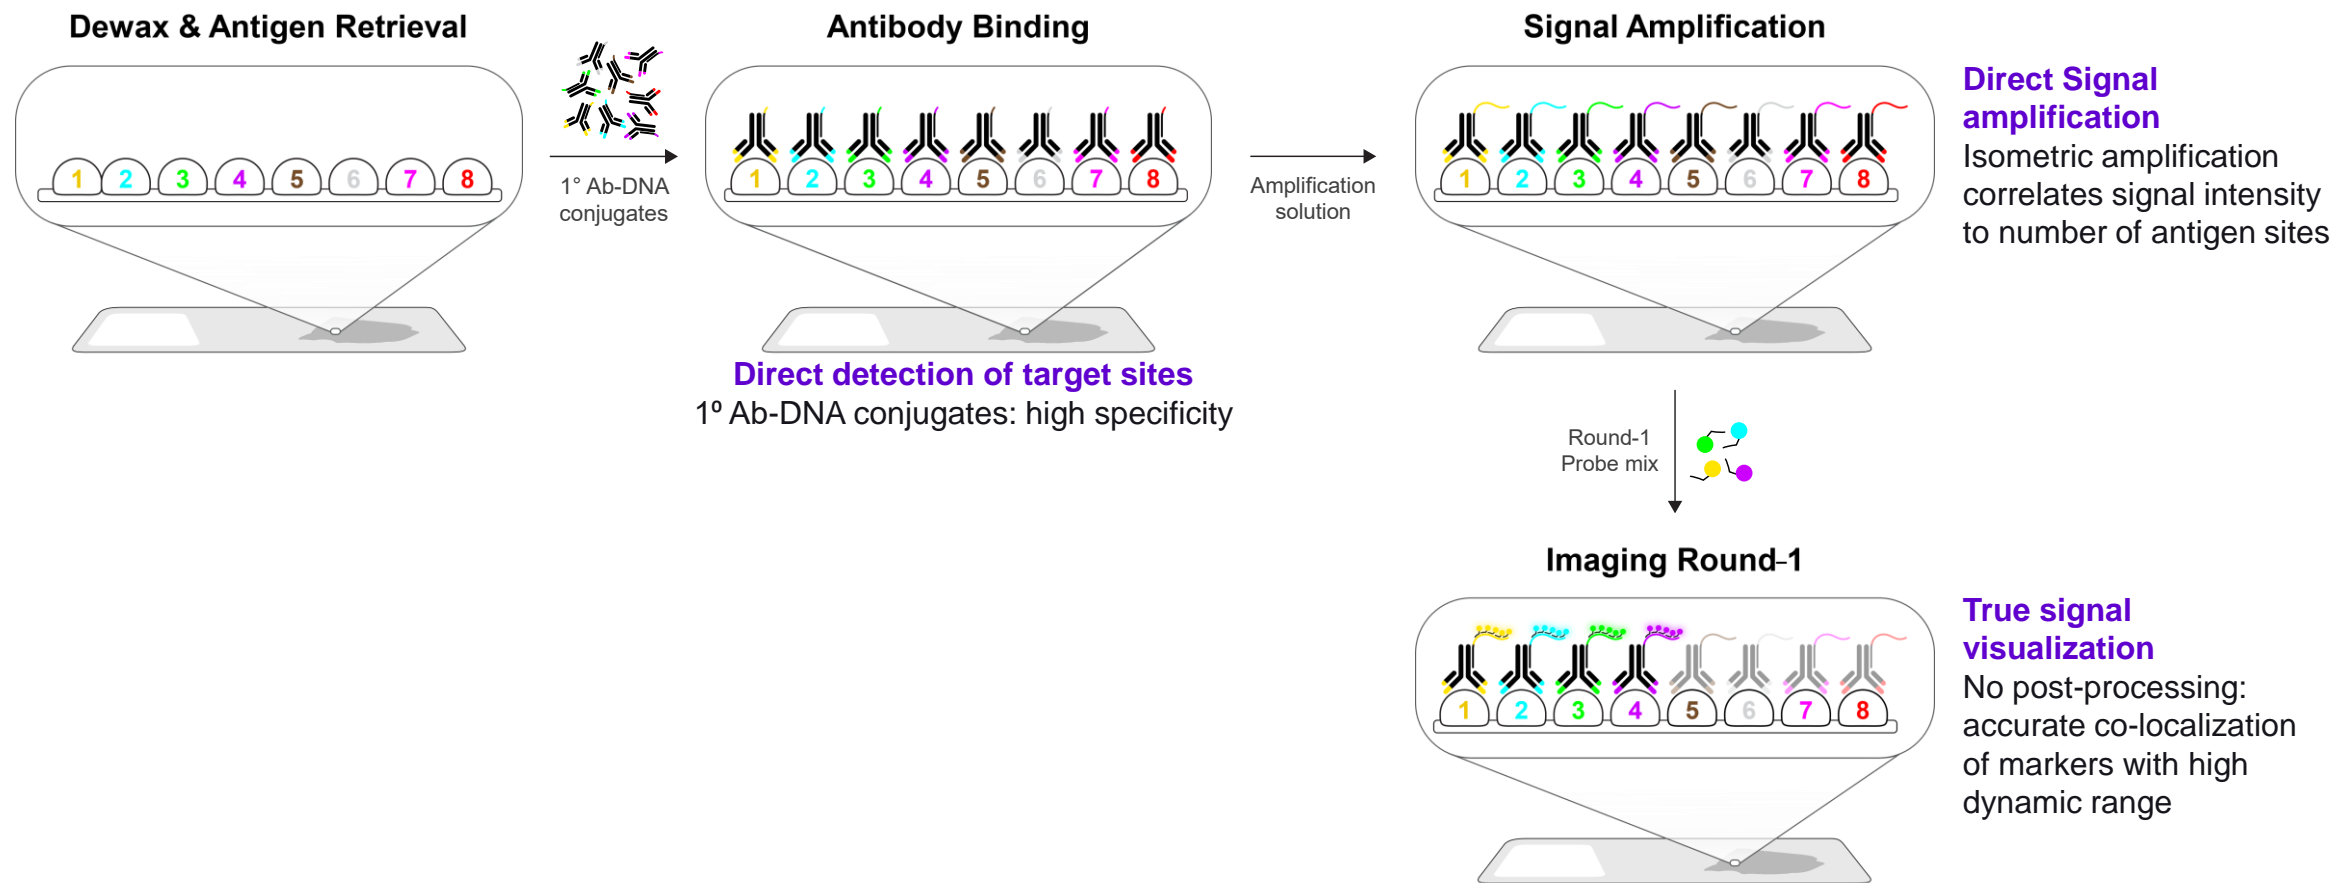 Dewax & Antigen Retrieval
1 2 3 4 5 6 7 8
1° Ab-DNA
conjugates
Antibody Binding
1 2 3 4 5 6 7 8
Direct detection of target sites
1º Ab-DNA conjugates: high specificity
Amplification
solution
Signal Amplification
1 2 3 4 5 6 7 8
Direct Signal
amplification
Isometric amplification
correlates signal intensity
to number of antigen sites
Round-1
Probe mix
Imaging Round-1
1 2 3 4 5 6 7 8
True signal
visualization
No post-processing:
accurate co-localization
of markers with high
dynamic range